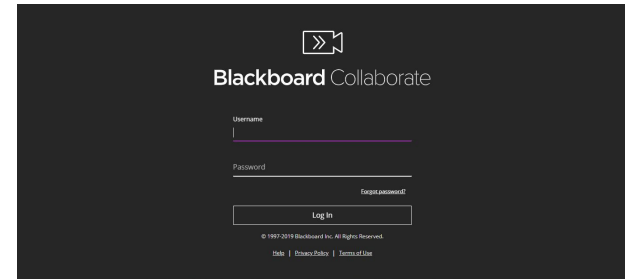 Blackboard Collaborate
Username
Password
Forgot password?
Log In
© 1997-2019 Blackboard Inc. All Rights Reserved.
Help | Privacy Policy | Terms of Use